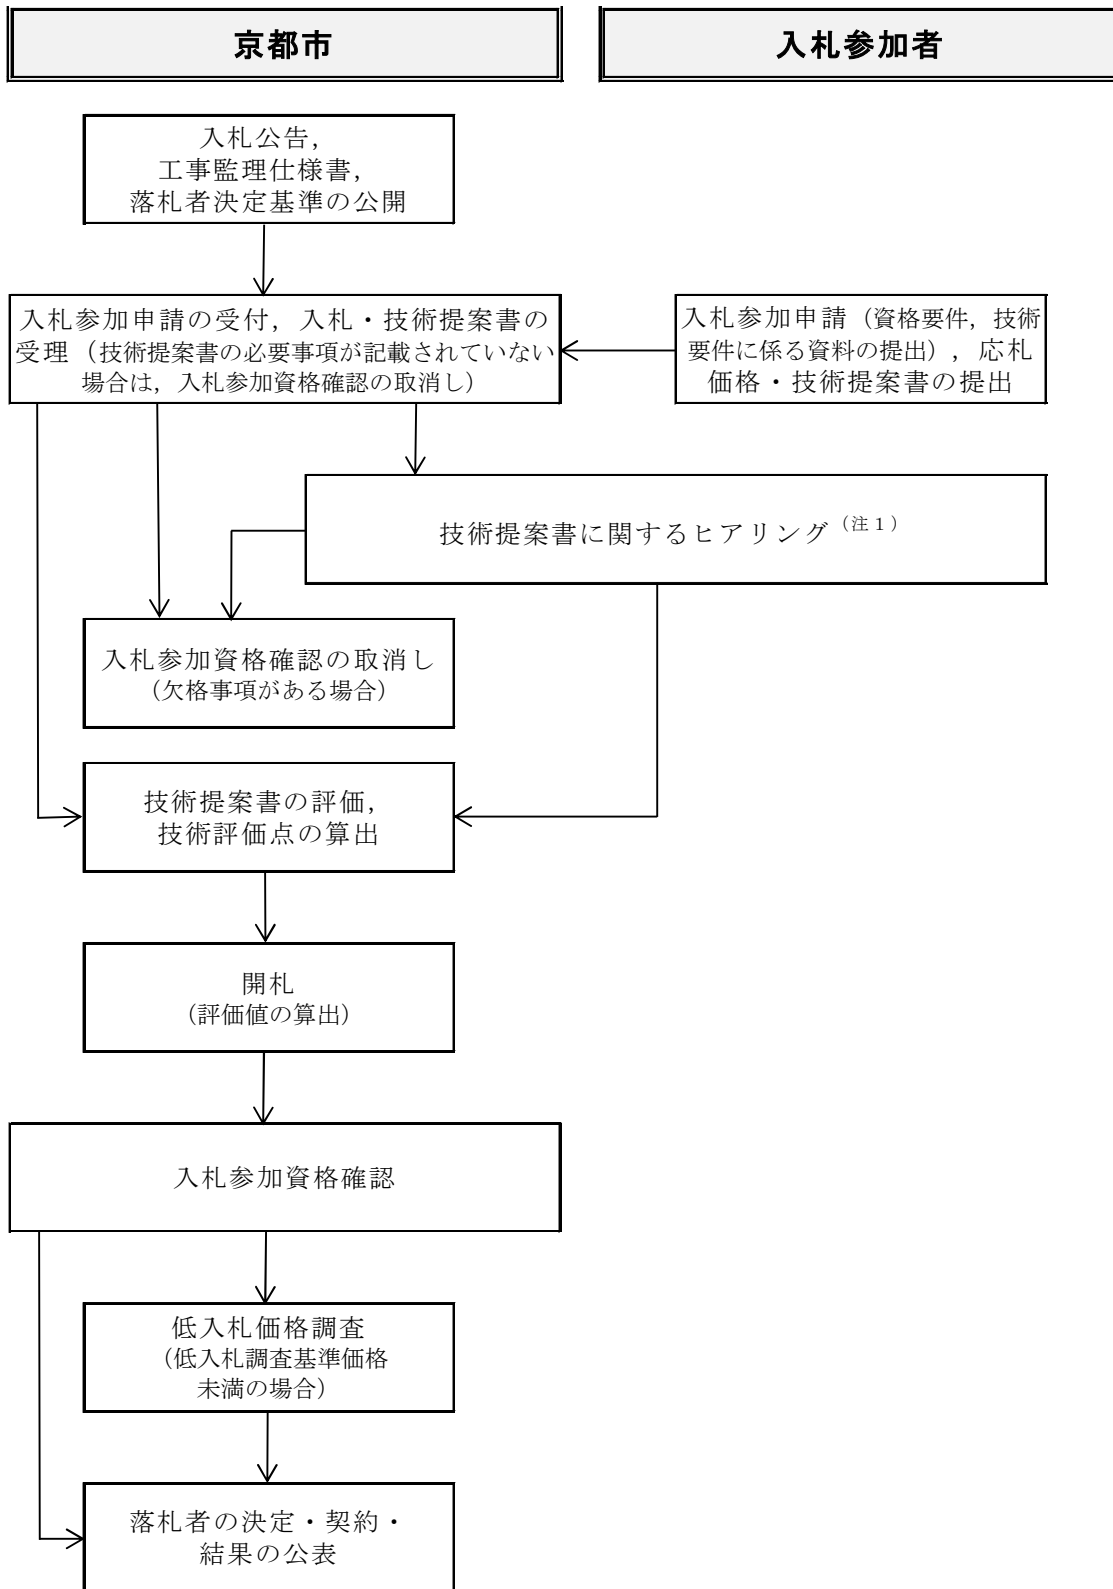 京都市
入札参加者
入札公告，
工事監理仕様書，
落札者決定基準の公開
入札参加申請の受付，入札・技術提案書の
受理（技術提案書の必要事項が記載されていない
場合は，入札参加資格確認の取消し）
入札参加申請（資格要件，技術
要件に係る資料の提出），応札
価格・技術提案書の提出
技術提案書に関するヒアリング（注１）
入札参加資格確認の取消し
（欠格事項がある場合）
技術提案書の評価，
技術評価点の算出
開札
（評価値の算出）
入札参加資格確認
低入札価格調査
（低入札調査基準価格
未満の場合）
落札者の決定・契約・
結果の公表